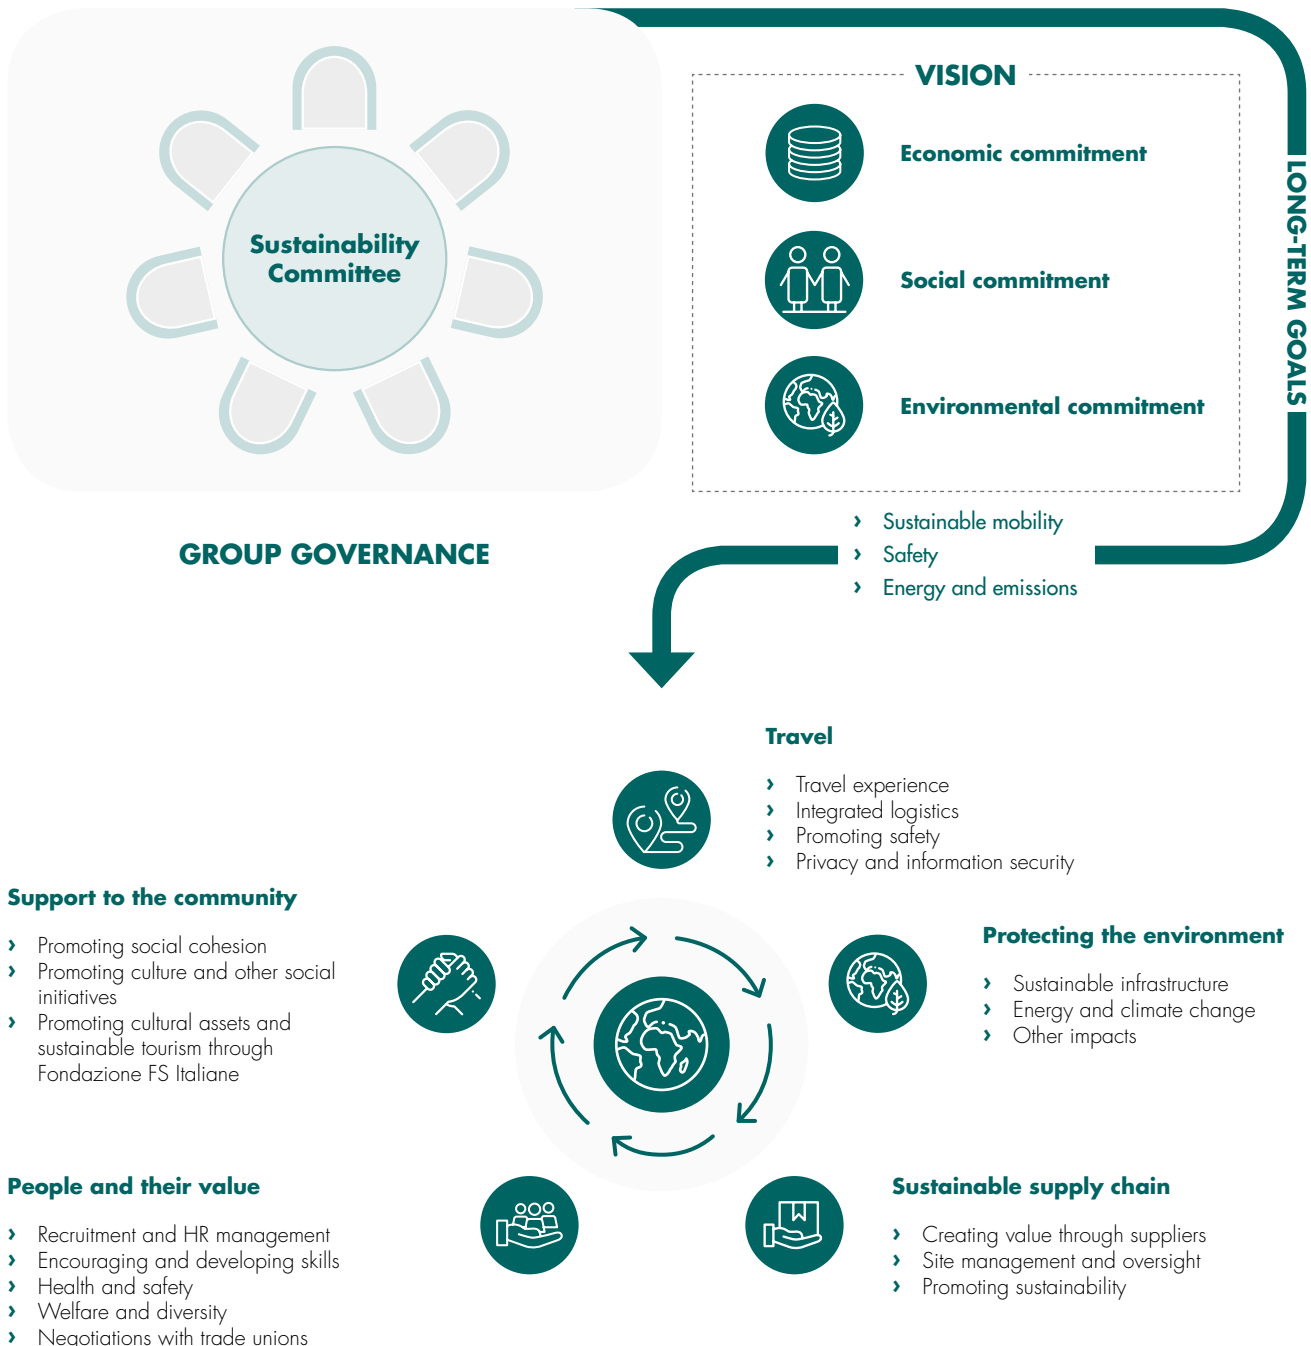 Sustainability
Committee
GROUP GOVERNANCE
VISION
Economic commitment
Social commitment
Environmental commitment
LONG-TERM GOALS
› Sustainable mobility
› Safety
› Energy and emissions
Travel
› Travel experience
› Integrated logistics
› Promoting safety
› Privacy and information security
Support to the community
› Promoting social cohesion
› Promoting culture and other social
initiatives
› Promoting cultural assets and
sustainable tourism through
Fondazione FS Italiane
Protecting the environment
› Sustainable infrastructure
› Energy and climate change
› Other impacts
People and their value
› Recruitment and HR management
› Encouraging and developing skills
› Health and safety
› Welfare and diversity
› Negotiations with trade unions
Sustainable supply chain
› Creating value through suppliers
› Site management and oversight
› Promoting sustainability